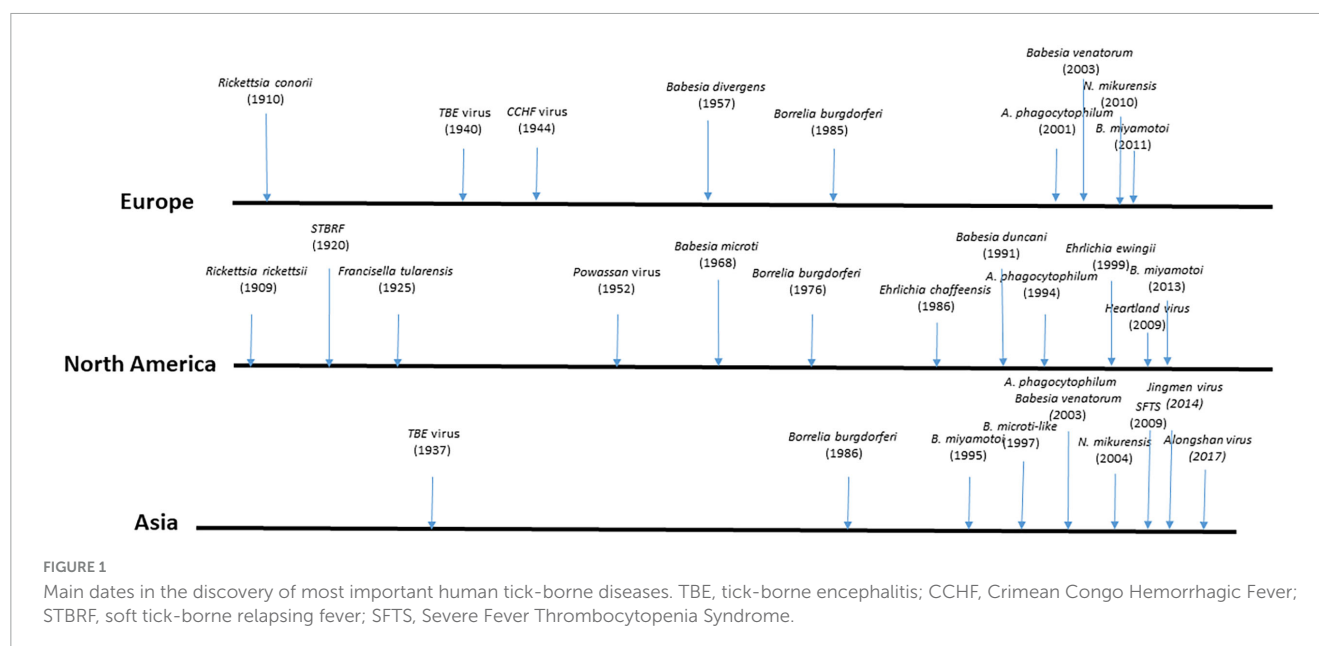 Rickettsia conorii
(1910)
TBE virus
(1940)
CCHF virus
(1944)
Babesia divergens
(1957)
Borrelia burgdorferi
(1985)
A. phagocytophilum
(2001)
Babesia venatorum
(2003)
N. mikurensis
(2010)
B. miyamotoi
(2011)
Europe
Rickettsia rickettsii
(1909)
STBRF
(1920)
Francisella tularensis
(1925)
Powassan virus
(1952)
Babesia microti
(1968)
Borrelia burgdorferi
(1976)
Ehrlichia chaffeensis
(1986)
Babesia duncani
(1991)
A. phagocytophilum
(1994)
Ehrlichia ewingii
(1999)
Heartland virus
(2009)
B. miyamotoi
(2013)
North America
TBE virus
(1937)
Borrelia burgdorferi
(1986)
B. miyamotoi
(1995)
B. microti-like
(1997)
A. phagocytophilum
Babesia venatorum
(2003)
N. mikurensis
(2004)
SFTS
(2009)
Jingmen virus
(2014)
Alongshan virus
(2017)
Asia
FIGURE 1
Main dates in the discovery of most important human tick-borne diseases. TBE, tick-borne encephalitis; CCHF, Crimean Congo Hemorrhagic Fever;
STBRF, soft tick-borne relapsing fever; SFTS, Severe Fever Thrombocytopenia Syndrome.